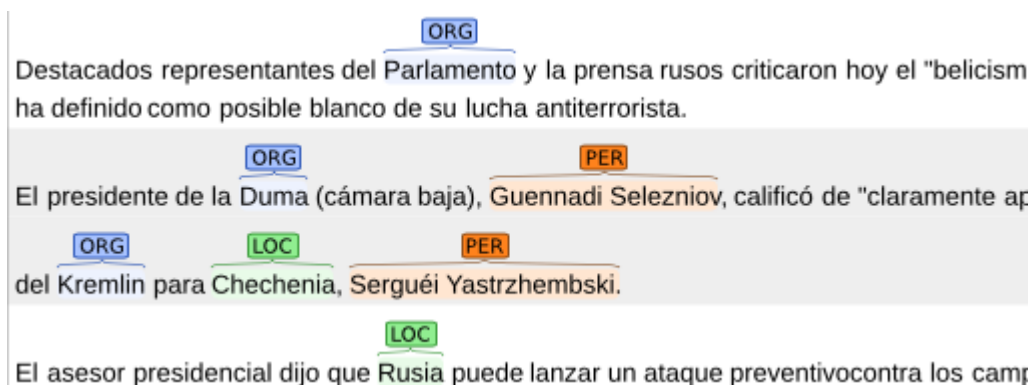 ORG
Destacados representantes del Parlamento y la prensa rusos criticaron hoy el "belicism
ha definido como posible blanco de su lucha antiterrorista.
ORG PER
El presidente de la Duma (cámara baja), Guennadi Selezniov, calificó de "claramente ap
ORG LOC PER
del Kremlin para Chechenia, Serguéi Yastrzhembski.
LOC
El asesor presidencial dijo que Rusia puede lanzar un ataque preventivocontra los camp